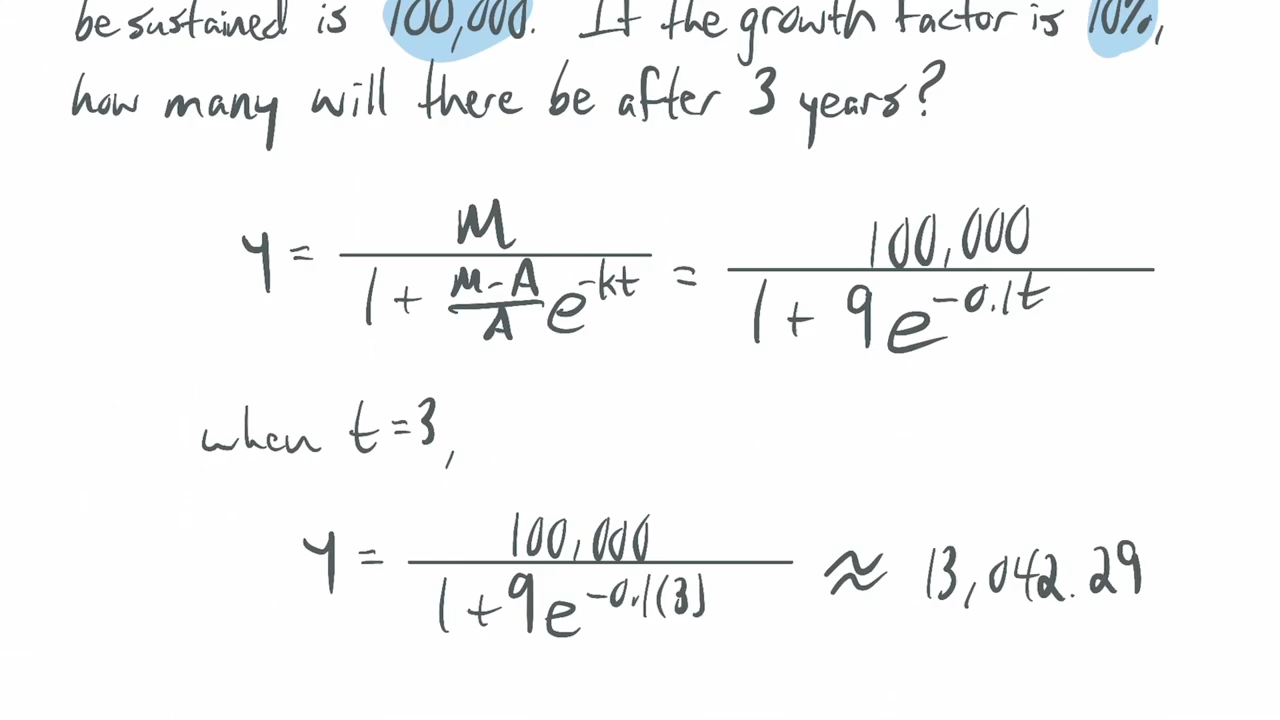 be sustained is 100,000. If the growth factor is 10%,
how many will there be after 3 years?
y = M / (1 + (M-A)/A e^(-kt)) = 100,000 / (1 + 9e^(-0.1t))
when t=3,
y = 100,000 / (1+9e^(-0.1(3))) ≈ 13,042.29